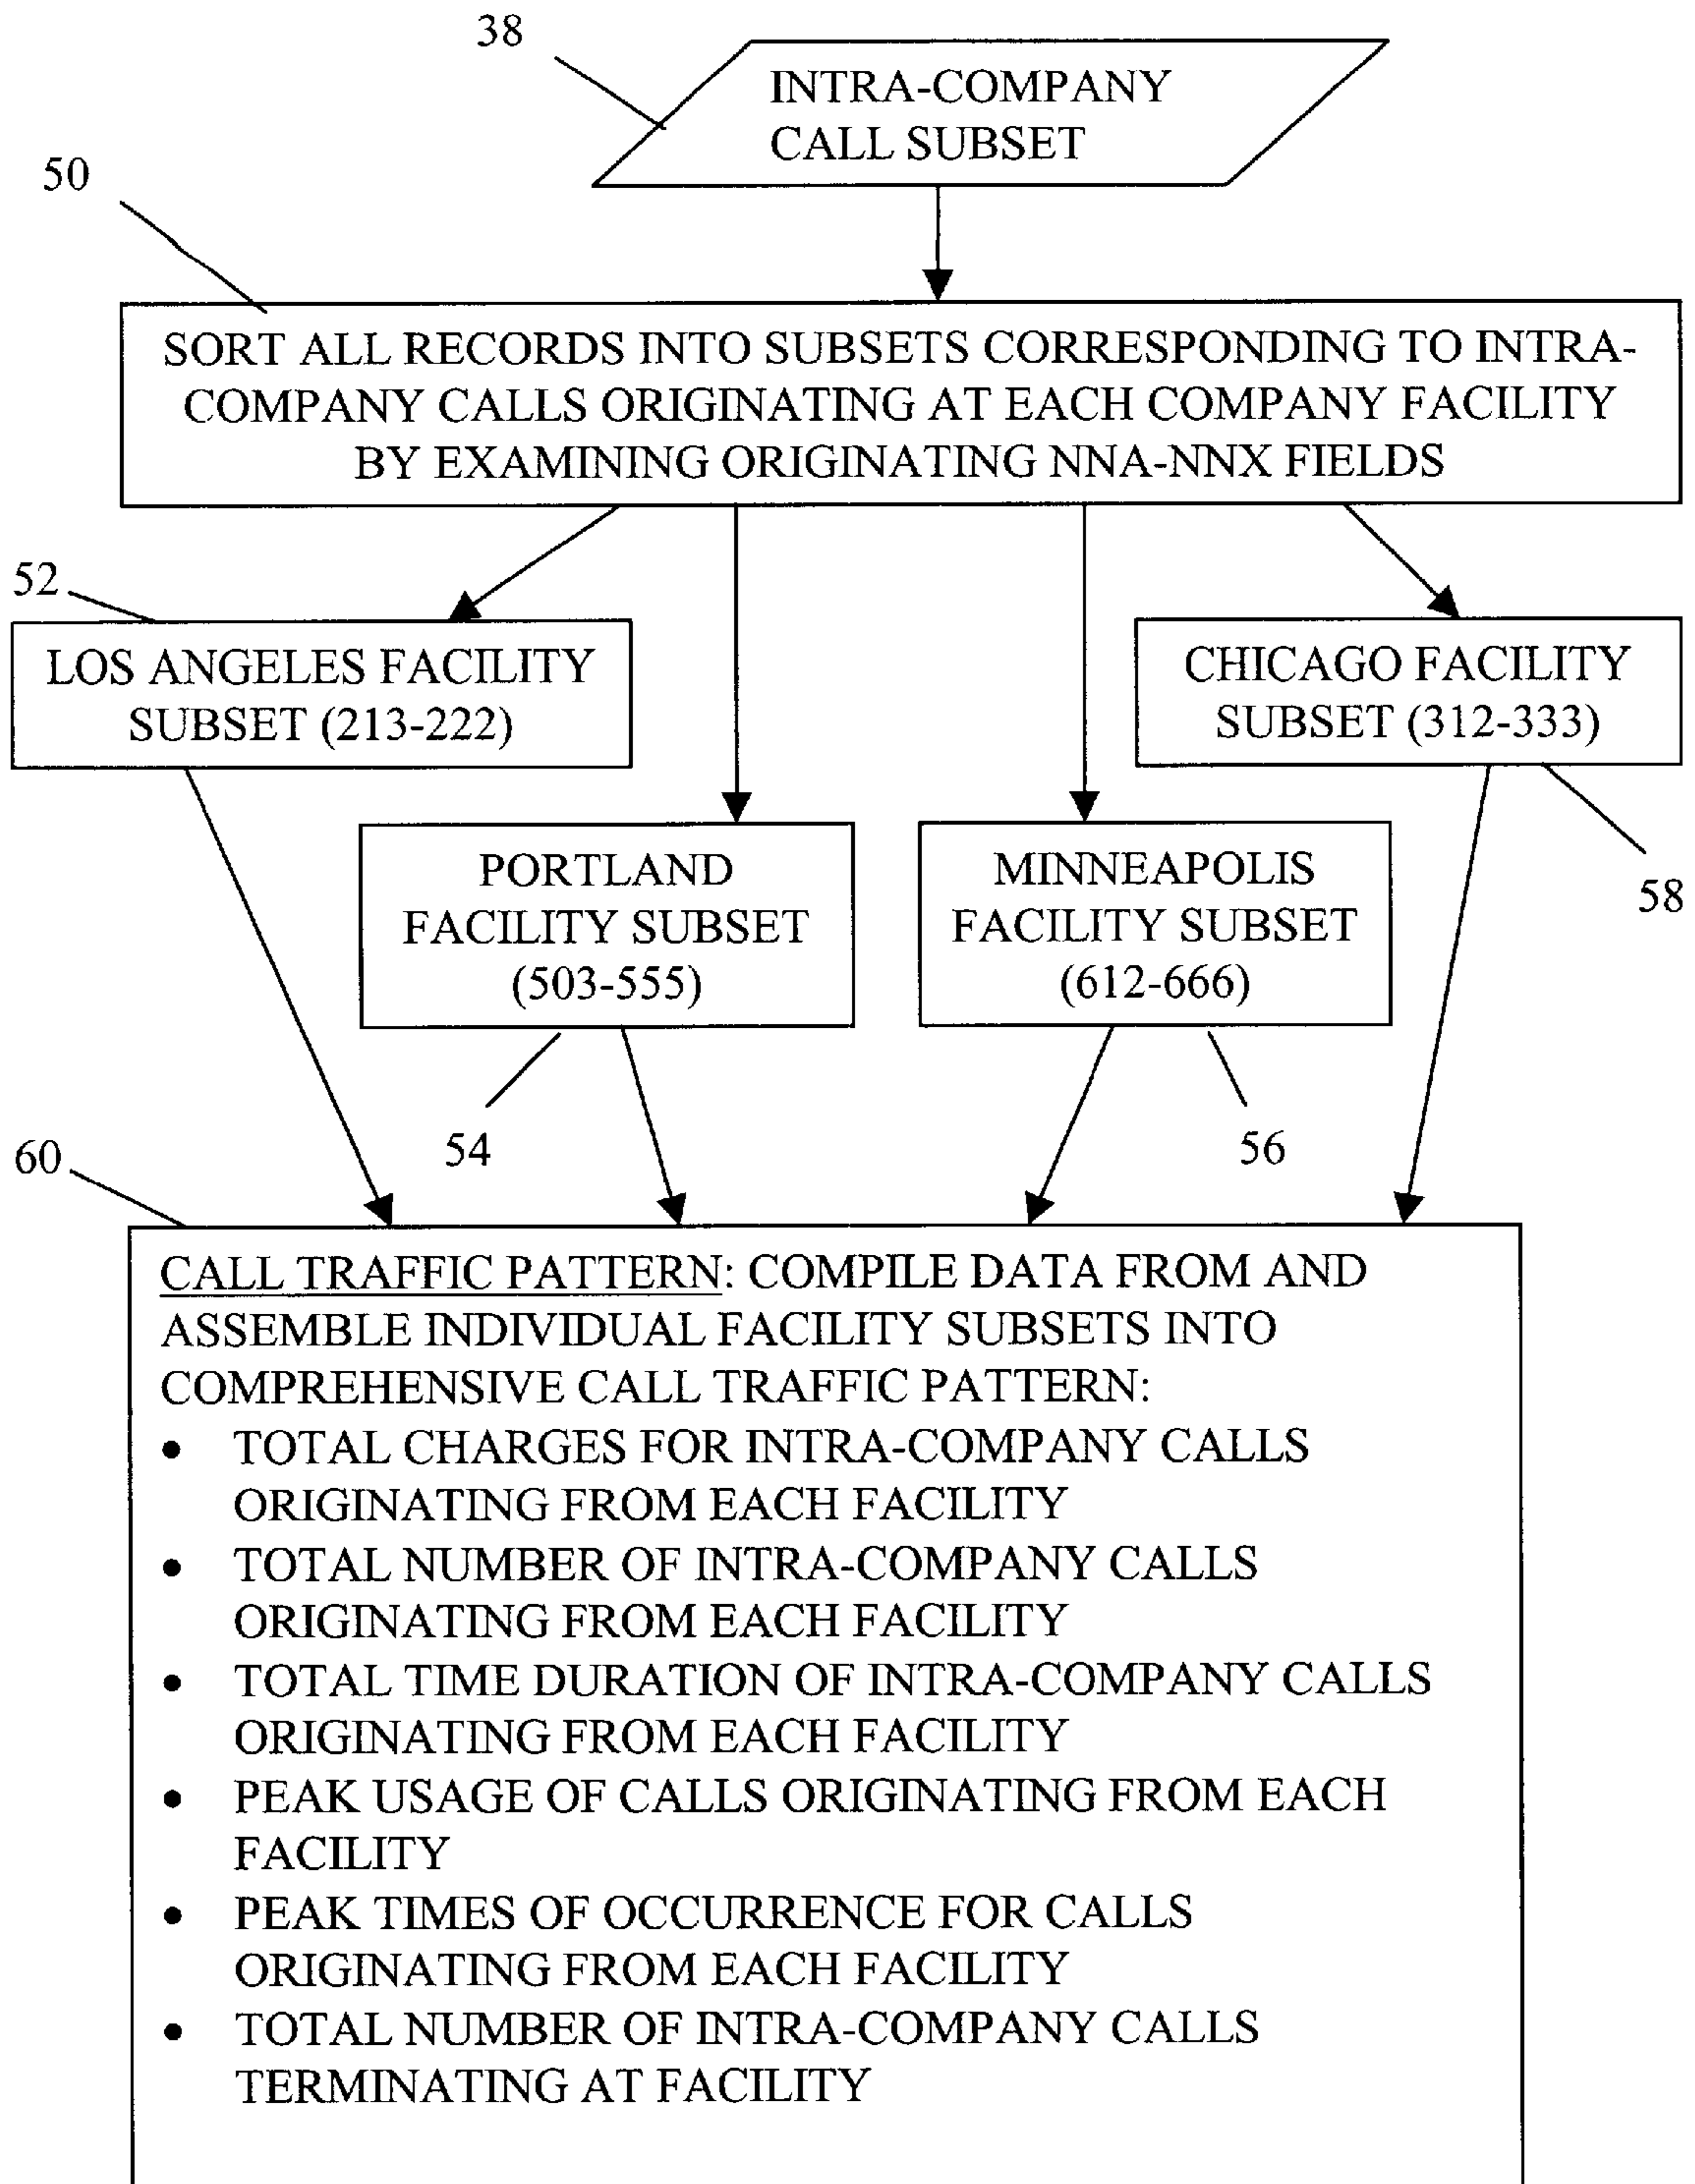 38
INTRA-COMPANY
CALL SUBSET
50
SORT ALL RECORDS INTO SUBSETS CORRESPONDING TO INTRA-
COMPANY CALLS ORIGINATING AT EACH COMPANY FACILITY
BY EXAMINING ORIGINATING NNA-NNX FIELDS
52
LOS ANGELES FACILITY
SUBSET (213-222)
CHICAGO FACILITY
SUBSET (312-333)
58
PORTLAND
FACILITY SUBSET
(503-555)
MINNEAPOLIS
FACILITY SUBSET
(612-666)
54
56
60
CALL TRAFFIC PATTERN: COMPILE DATA FROM AND
ASSEMBLE INDIVIDUAL FACILITY SUBSETS INTO
COMPREHENSIVE CALL TRAFFIC PATTERN:
• TOTAL CHARGES FOR INTRA-COMPANY CALLS
ORIGINATING FROM EACH FACILITY
• TOTAL NUMBER OF INTRA-COMPANY CALLS
ORIGINATING FROM EACH FACILITY
• TOTAL TIME DURATION OF INTRA-COMPANY CALLS
ORIGINATING FROM EACH FACILITY
• PEAK USAGE OF CALLS ORIGINATING FROM EACH
FACILITY
• PEAK TIMES OF OCCURRENCE FOR CALLS
ORIGINATING FROM EACH FACILITY
• TOTAL NUMBER OF INTRA-COMPANY CALLS
TERMINATING AT FACILITY